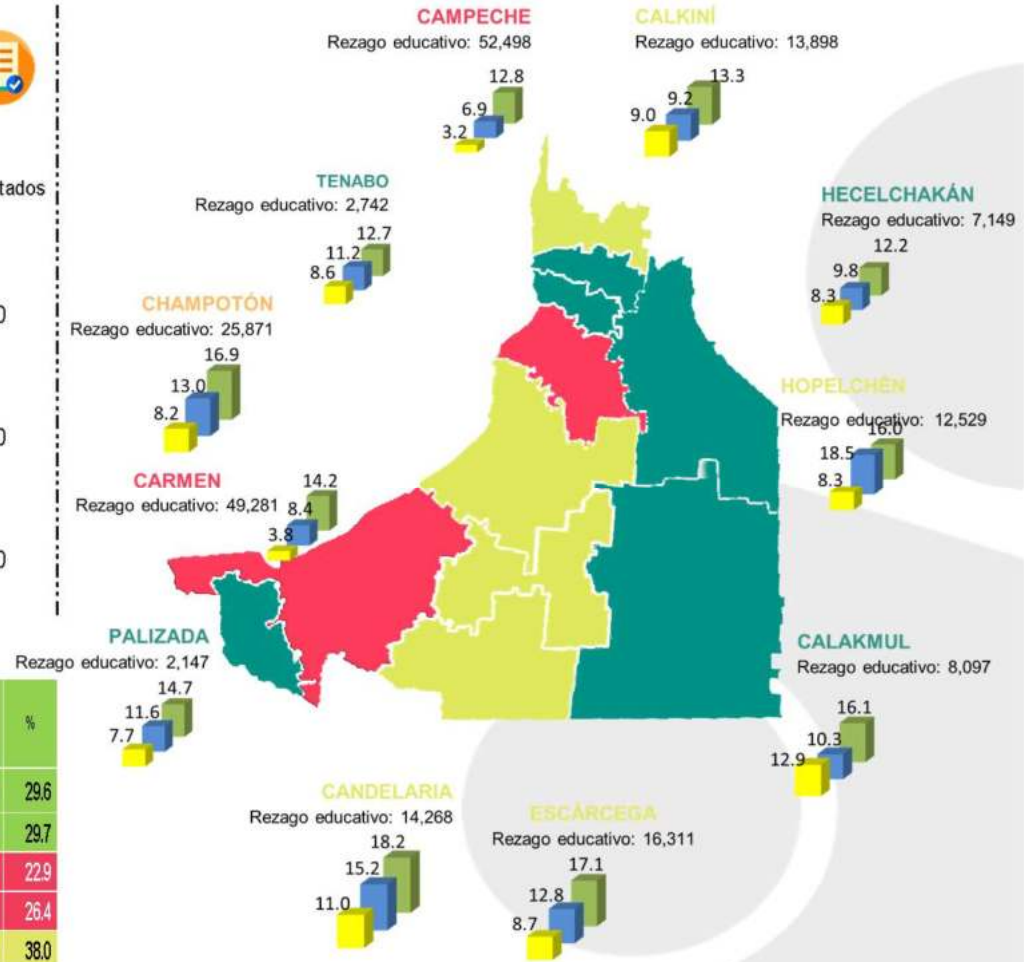 CAMPECHE
Rezago educativo: 52,498
12.8
6.9
3.2
CALKINÍ
Rezago educativo: 13,898
13.3
9.2
9.0
tados
TENABO
Rezago educativo: 2,742
12.7
11.2
8.6
HECELCHAKÁN
Rezago educativo: 7,149
12.2
9.8
8.3
0
CHAMPOTÓN
Rezago educativo: 25,871
16.9
13.0
8.2
HOPELCHÉN
Rezago educativo: 12,529
16.0
18.5
8.3
0
CARMEN
Rezago educativo: 49,281
14.2
8.4
3.8
0
PALIZADA
Rezago educativo: 2,147
14.7
11.6
7.7
CALAKMUL
Rezago educativo: 8,097
16.1
10.3
12.9
%
29.6
29.7
22.9
26.4
38.0
CANDELARIA
Rezago educativo: 14,268
18.2
15.2
11.0
ESCÁRCEGA
Rezago educativo: 16,311
17.1
12.8
8.7